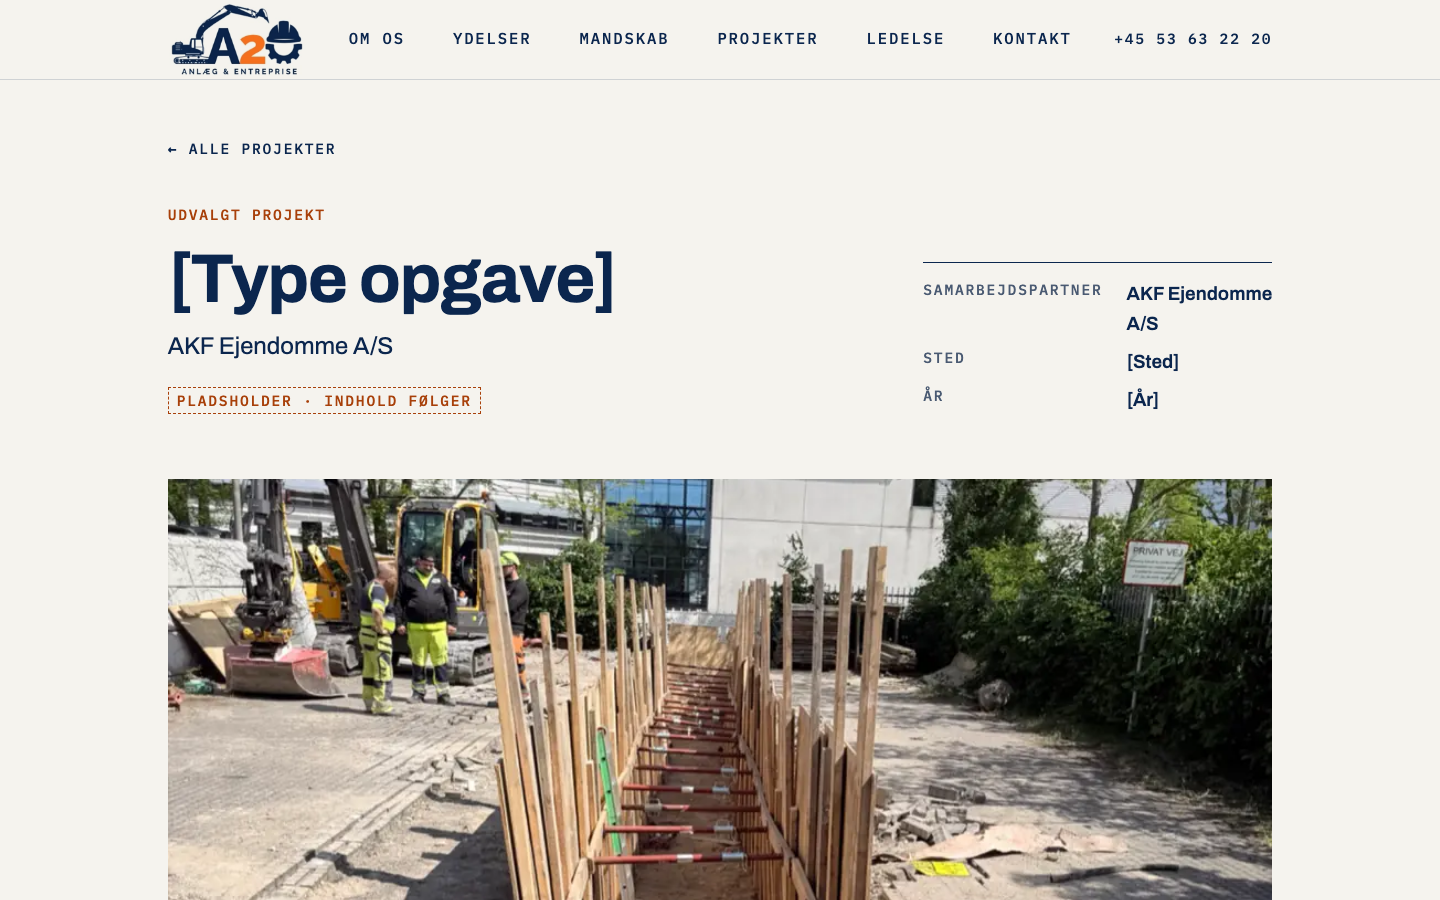 A2
ANLÆG & ENTREPRISE
OM OS
YDELSER
MANDSKAB
PROJEKTER
LEDELSE
KONTAKT
+45 53 63 22 20
← ALLE PROJEKTER
UDVALGT PROJEKT
[Type opgave]
AKF Ejendomme A/S
PLADSHOLDER · INDHOLD FØLGER
SAMARBEJDSPARTNER
AKF Ejendomme
A/S
STED
[Sted]
ÅR
[År]
PRIVAT VEJ